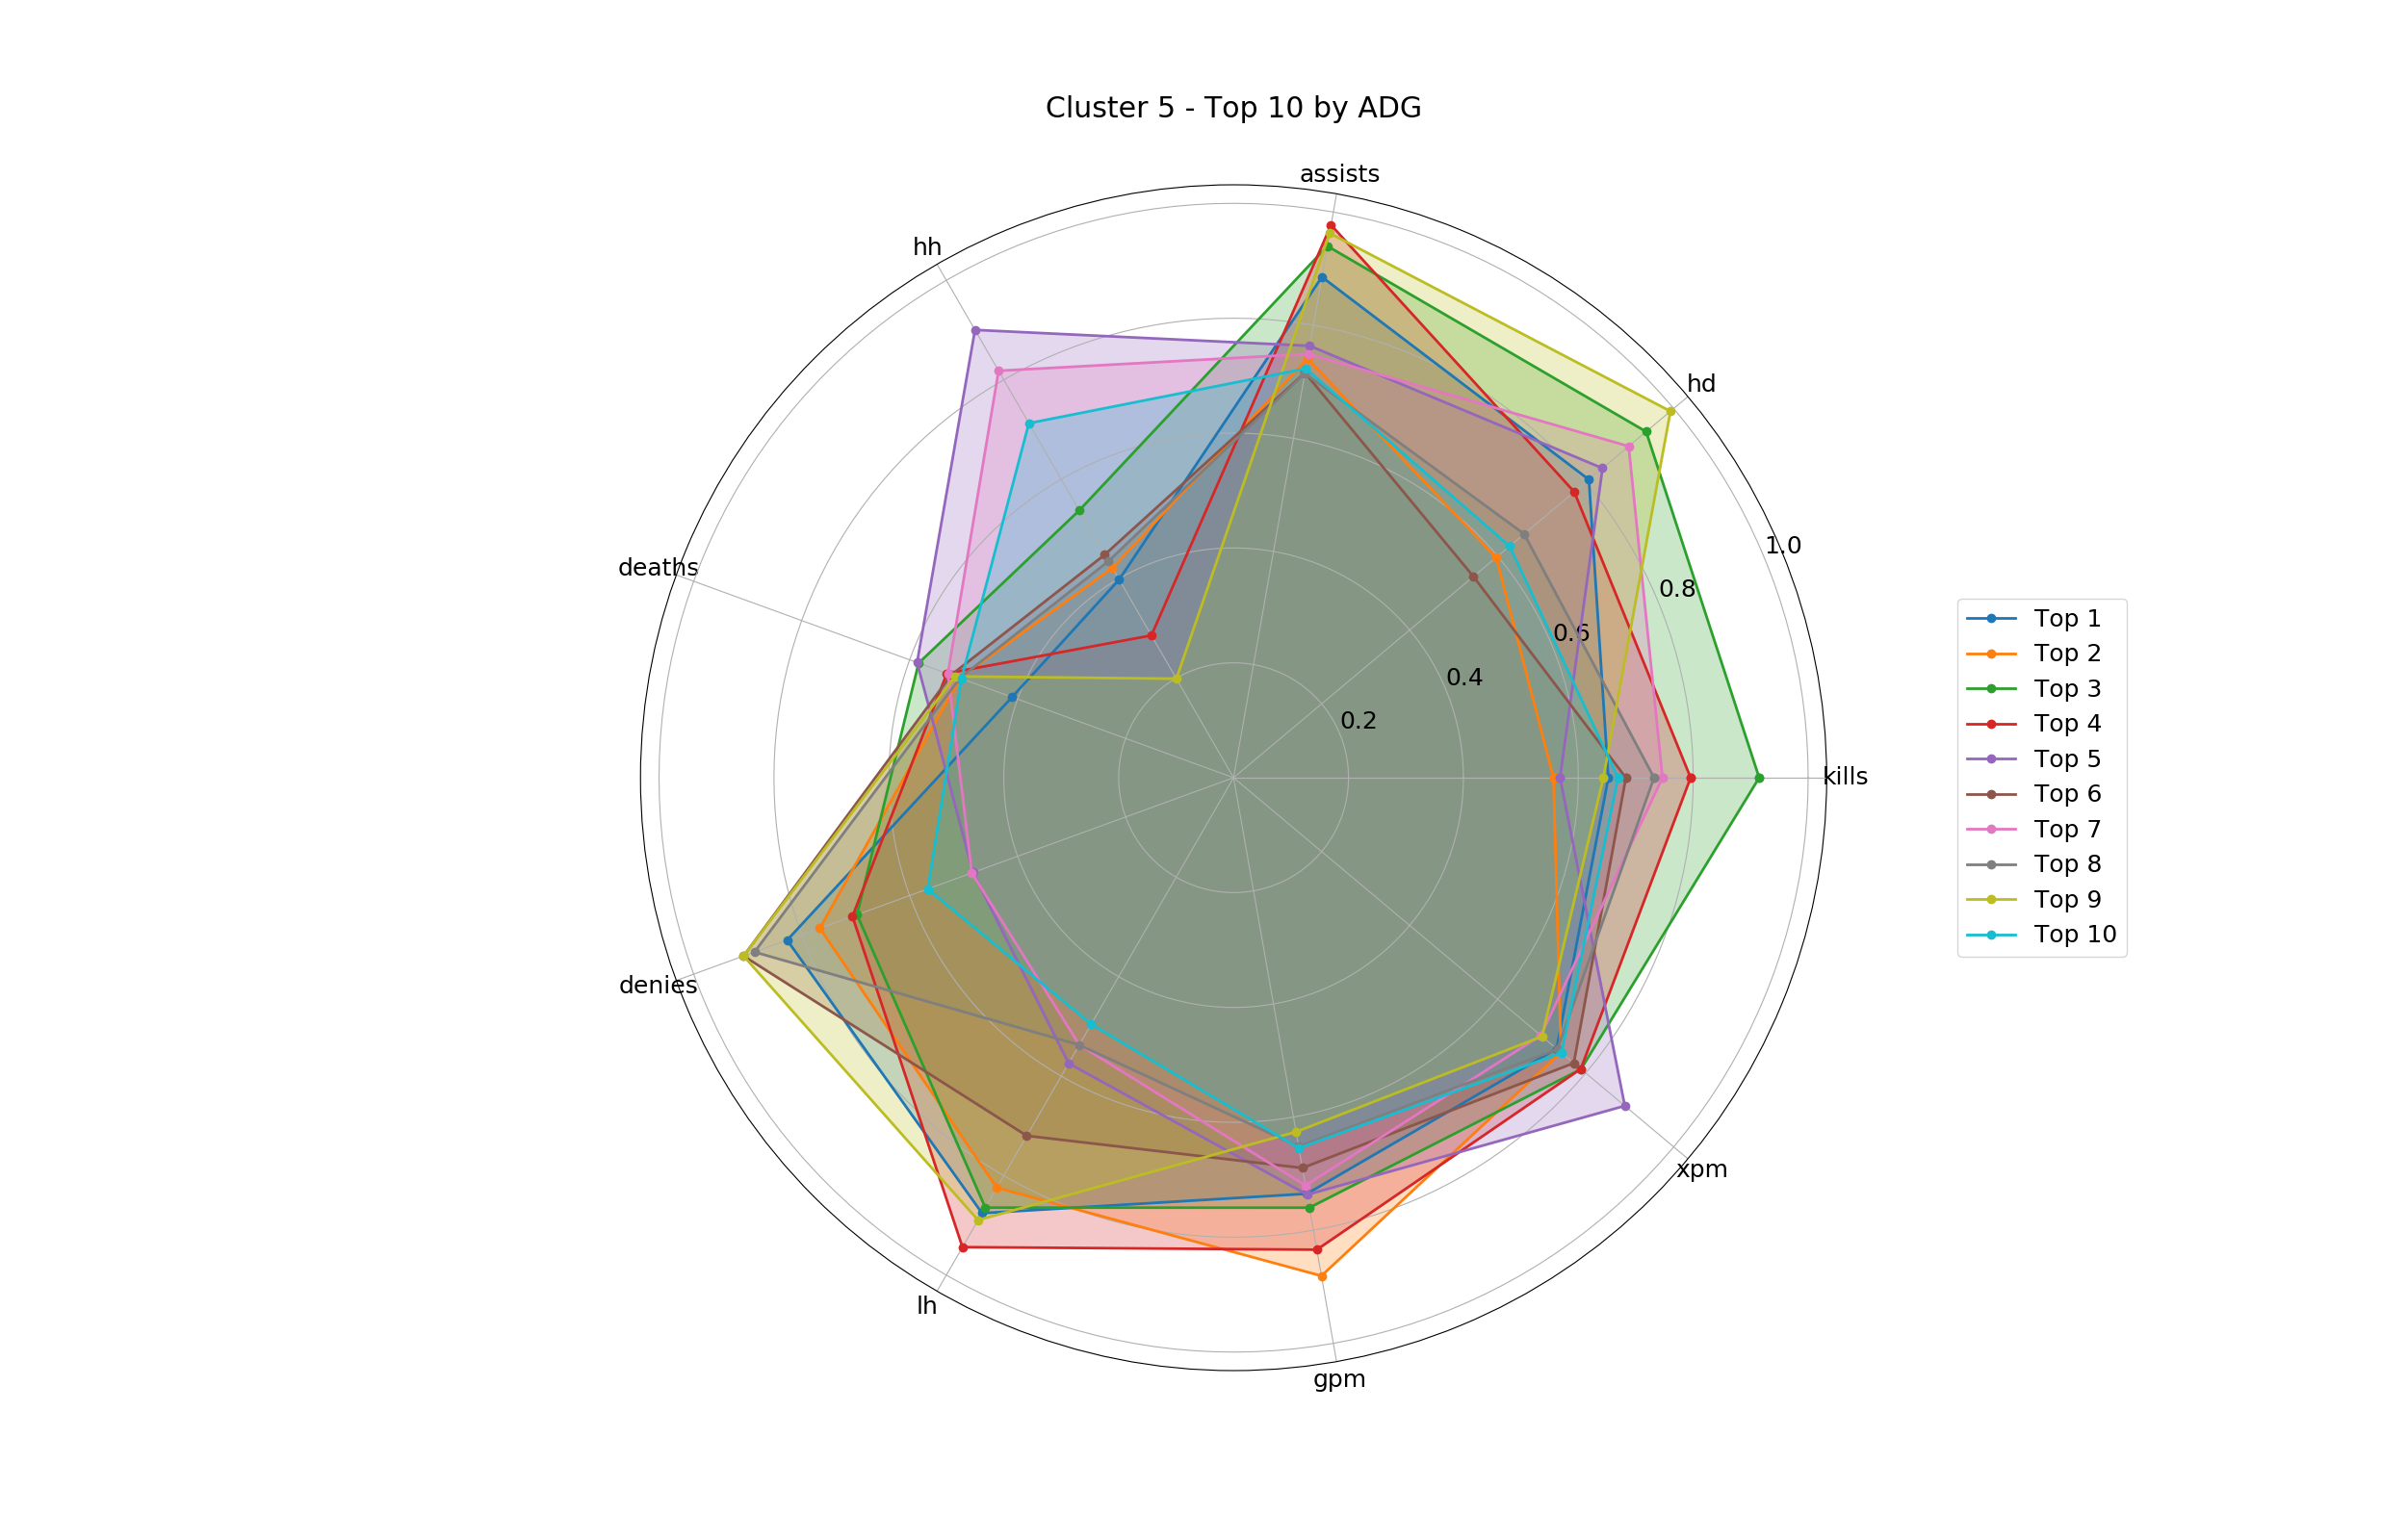 Cluster 5 - Top 10 by ADG
assists
hh
hd
deaths
1.0
0.8
0.6
0.4
0.2
kills
denies
xpm
lh
gpm
Top 1
Top 2
Top 3
Top 4
Top 5
Top 6
Top 7
Top 8
Top 9
Top 10